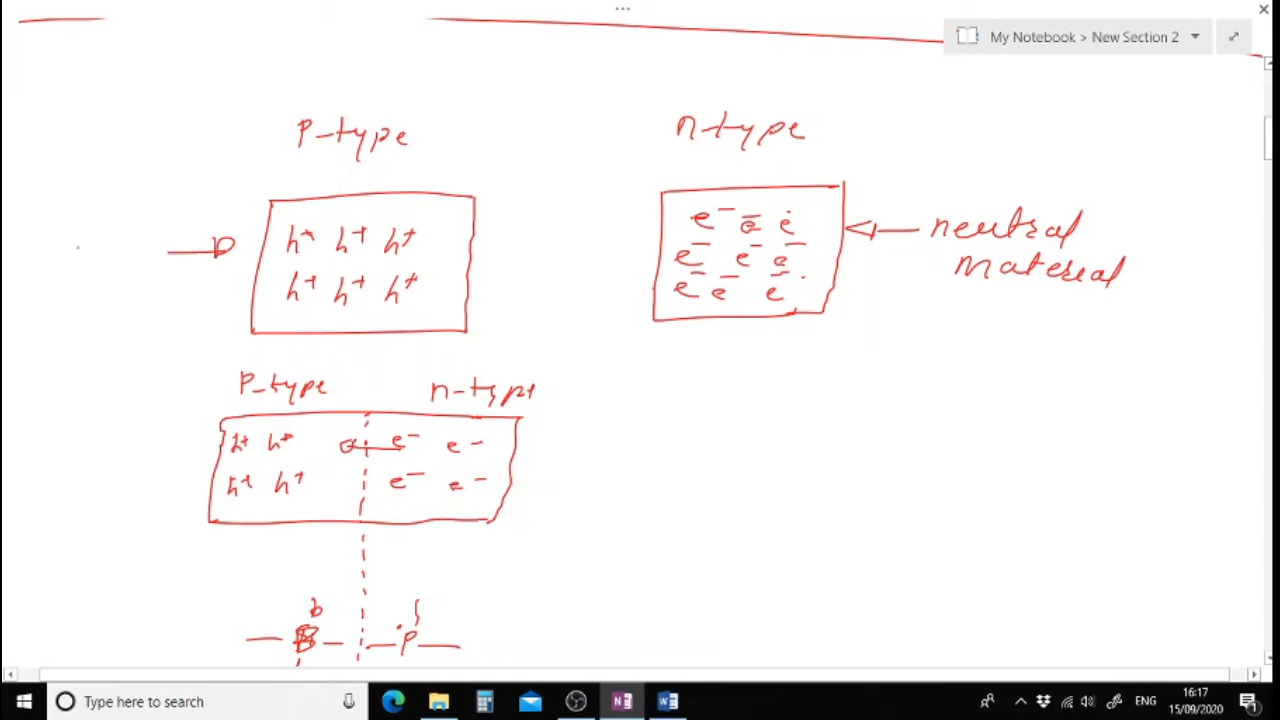 My Notebook > New Section 2
P-type
n-type
h+ h+ h+
h+ h+ h+
e- e- e-
e- e- e-
e- e- e-
neutral
material
P-type n-type
h+ h+ e- e-
h+ h+ e- e-
b
B P
Type here to search
ENG
16:17
15/09/2020
1